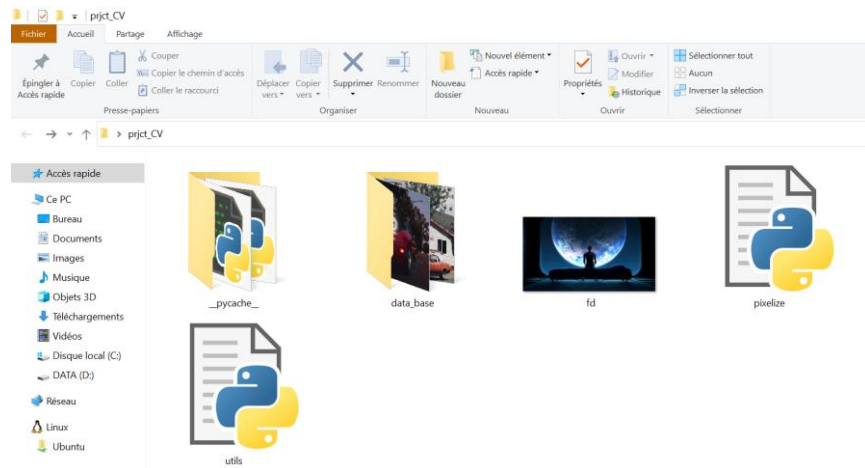 prjct_CV
Fichier Accueil Partage Affichage
Épingler à Accès rapide
Copier
Coller
Couper
Copier le chemin d'accès
Coller le raccourci
Presse-papiers
Déplacer vers
Copier vers
Supprimer
Renommer
Organiser
Nouveau dossier
Nouvel élément
Accès rapide
Nouveau
Propriétés
Ouvrir
Modifier
Historique
Ouvrir
Sélectionner tout
Aucun
Inverser la sélection
Sélectionner
prjct_CV
Accès rapide
Ce PC
Bureau
Documents
Images
Musique
Objets 3D
Téléchargements
Vidéos
Disque local (C:)
DATA (D:)
Réseau
Linux
Ubuntu
__pycache__
data_base
fd
pixelize
utils